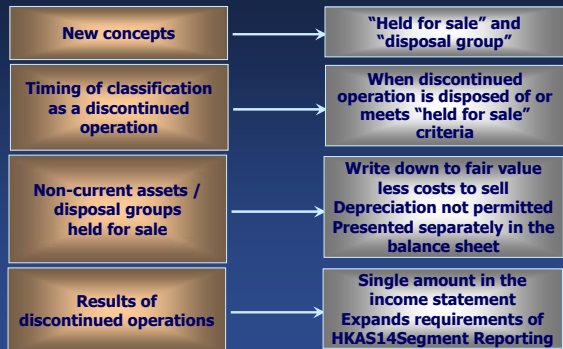 New concepts
“Held for sale” and
“disposal group”
Timing of classification
as a discontinued
operation
When discontinued
operation is disposed of or
meets “held for sale”
criteria
Non-current assets /
disposal groups
held for sale
Write down to fair value
less costs to sell
Depreciation not permitted
Presented separately in the
balance sheet
Results of
discontinued operations
Single amount in the
income statement
Expands requirements of
HKAS14Segment Reporting